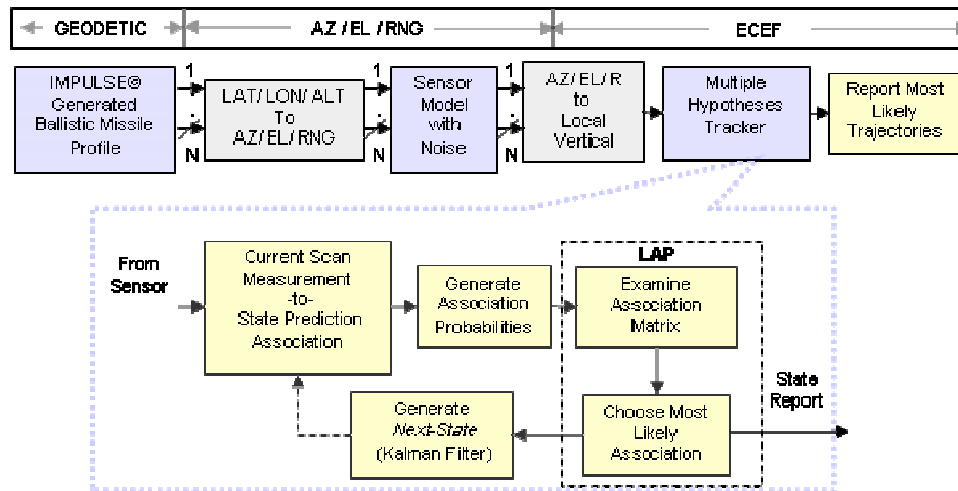 GEODETIC
AZ / EL / RNG
ECEF
IMPULSE@
Generated
Ballistic Missile
Profile
1
N
LAT/ LON/ ALT
To
AZ/ EL/ RNG
1
N
Sensor
Model
with
Noise
1
N
AZ/ EL/ R
to
Local
Vertical
Multiple
Hypotheses
Tracker
Report Most
Likely
Trajectories
From
Sensor
Current Scan
Measurement
-to-
State Prediction
Association
Generate
Association
Probabilities
LAP
Examine
Association
Matrix
Choose Most
Likely
Association
Generate
Next-State
(Kalman Filter)
State
Report